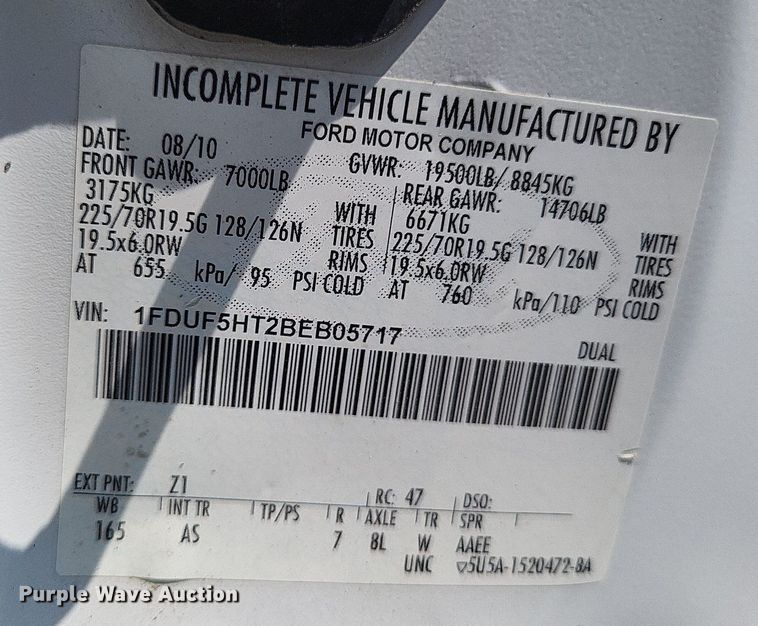 INCOMPLETE VEHICLE MANUFACTURED BY
FORD MOTOR COMPANY
DATE: 08/10 GVWR: 19500LB/ 8845KG
FRONT GAWR: 7000LB REAR GAWR: 14706LB
3175KG WITH 6671KG WITH
225/70R19.5G 128/126N TIRES 225/70R19.5G 128/126N TIRES
19.5x6.0RW RIMS 19.5x6.0RW RIMS
AT 655 kPa/ 95 PSI COLD AT 760 kPa/110 PSI COLD
VIN: 1FDUF5HT2BEB05717
DUAL
EXT PNT: Z1 RC: 47 DSO:
WB INT TR TP/PS R AXLE TR SPR
165 AS 7 8L W AAEE
UNC ▽5U5A-1520472-8A
Purple Wave Auction